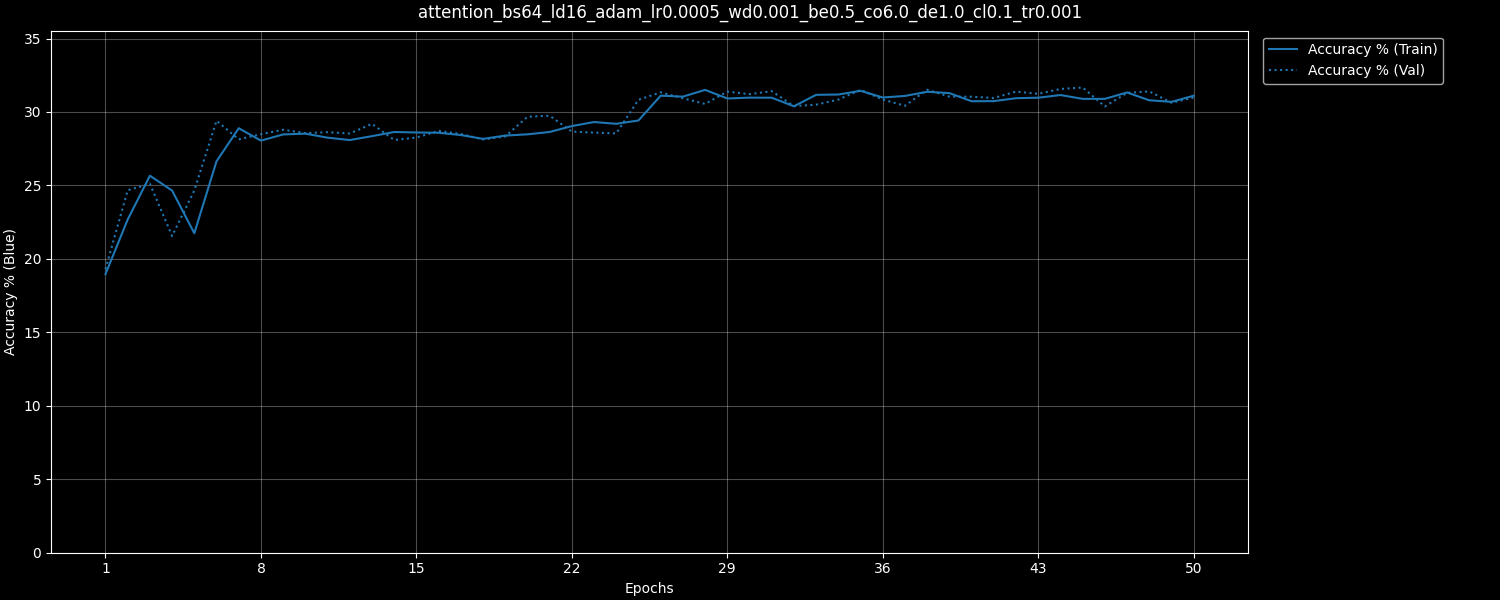 attention_bs64_ld16_adam_lr0.0005_wd0.001_be0.5_co6.0_de1.0_cl0.1_tr0.001
35
30
25
20
15
10
5
0
Accuracy % (Blue)
1 8 15 22 29 36 43 50
Epochs
Accuracy % (Train)
Accuracy % (Val)